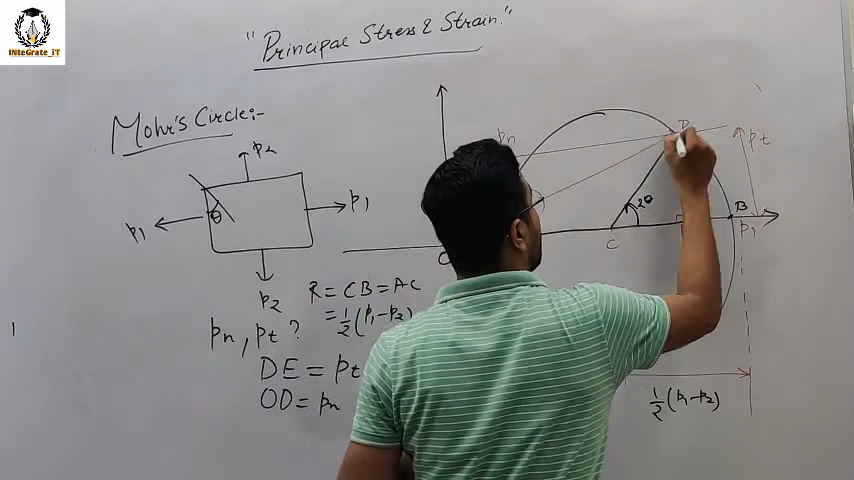 INteGrate_iT
"Principal Stress & Strain."
Mohr's Circle:-
p2
p1
p1
θ
p2
pn, pt ?
R = CB = AC
= 1/2 (p1-p2)
DE = pt
OD = pn
pn
pt
2θ
B
C
p1
1/2 (p1-p2)